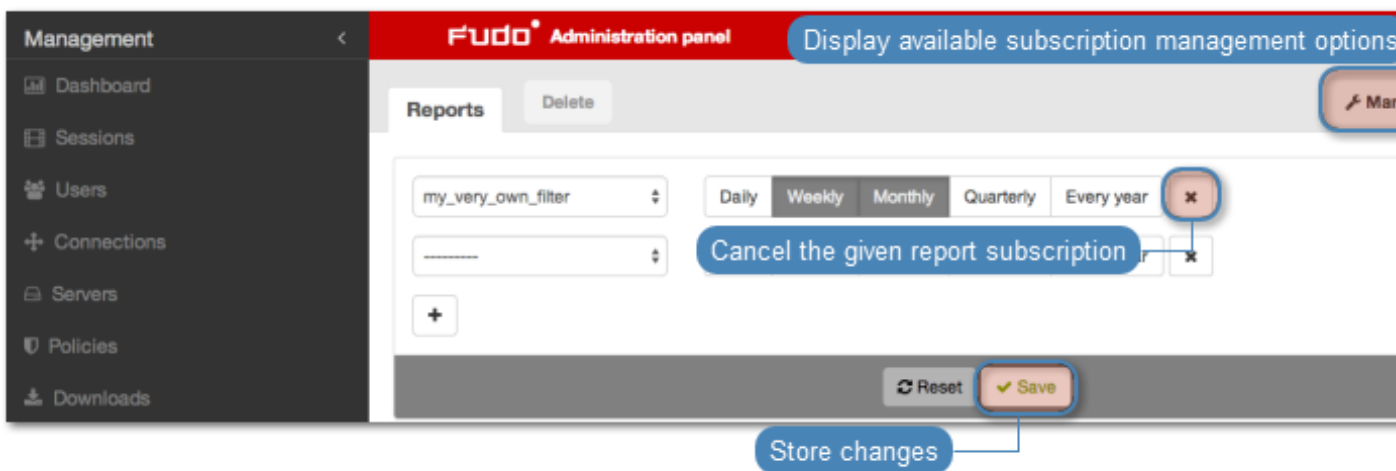 Management <
FUDO Administration panel
Display available subscription management options
Dashboard
Reports
Delete
Sessions
Users
my_very_own_filter
Daily
Weekly
Monthly
Quarterly
Every year
Connections
---------
Cancel the given report subscription
Servers
Policies
Downloads
Reset
Save
Store changes